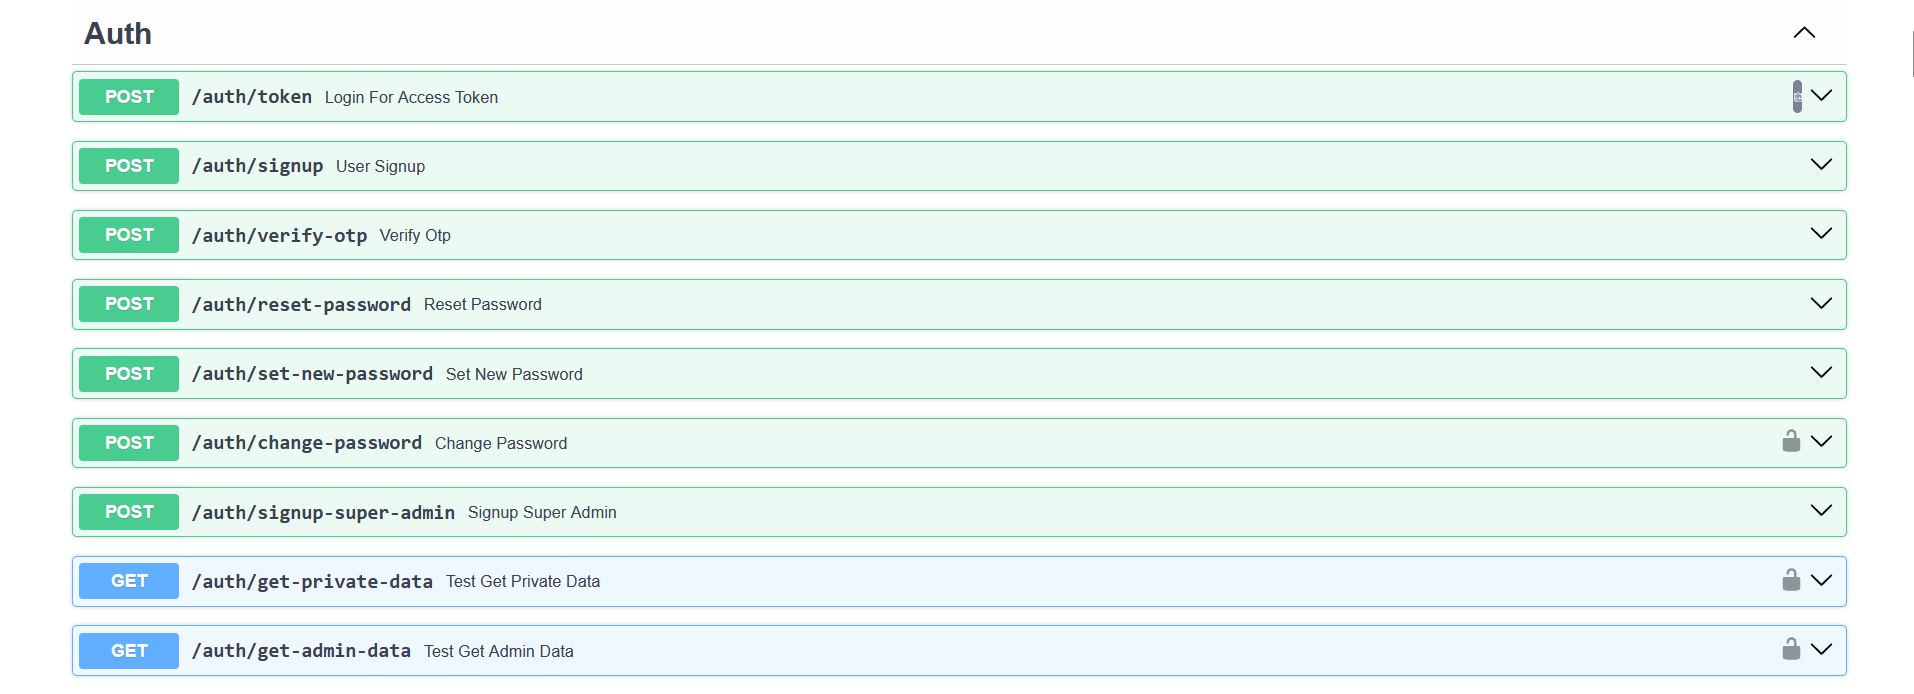 Auth
POST /auth/token Login For Access Token
POST /auth/signup User Signup
POST /auth/verify-otp Verify Otp
POST /auth/reset-password Reset Password
POST /auth/set-new-password Set New Password
POST /auth/change-password Change Password
POST /auth/signup-super-admin Signup Super Admin
GET /auth/get-private-data Test Get Private Data
GET /auth/get-admin-data Test Get Admin Data